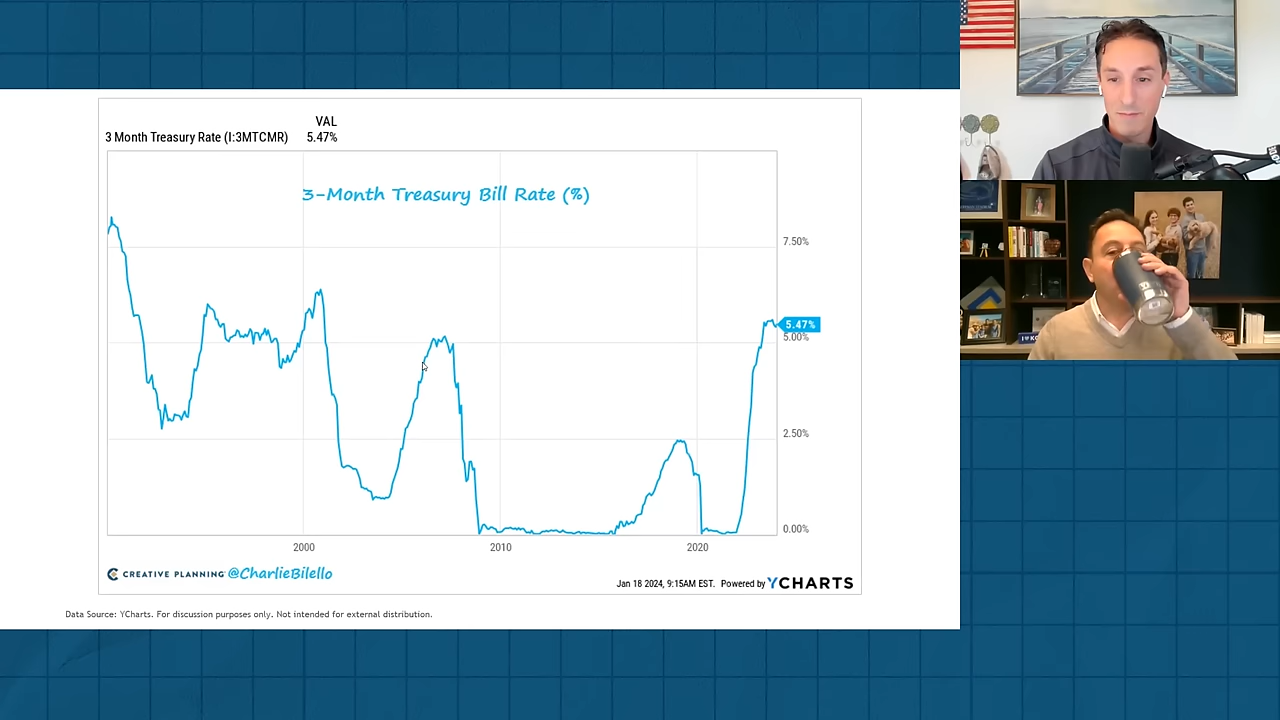 VAL
3 Month Treasury Rate (I:3MTCMR) 5.47%
3-Month Treasury Bill Rate (%)
7.50%
5.47%
5.00%
2.50%
0.00%
2000 2010 2020
CREATIVE PLANNING @CharlieBilello
Jan 18 2024, 9:15AM EST. Powered by YCHARTS
Data Source: YCharts. For discussion purposes only. Not intended for external distribution.